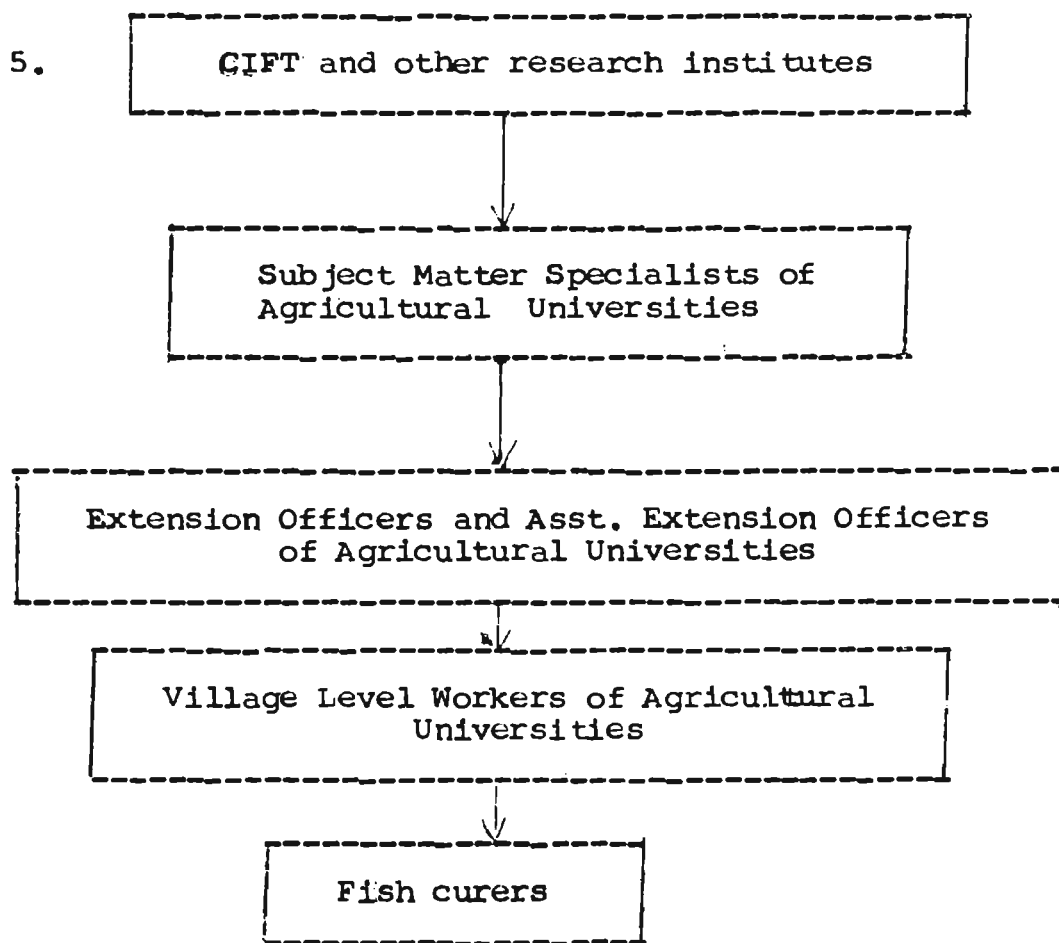 5.
CIFT and other research institutes
Subject Matter Specialists of
Agricultural Universities
Extension Officers and Asst. Extension Officers
of Agricultural Universities
Village Level Workers of Agricultural
Universities
Fish curers